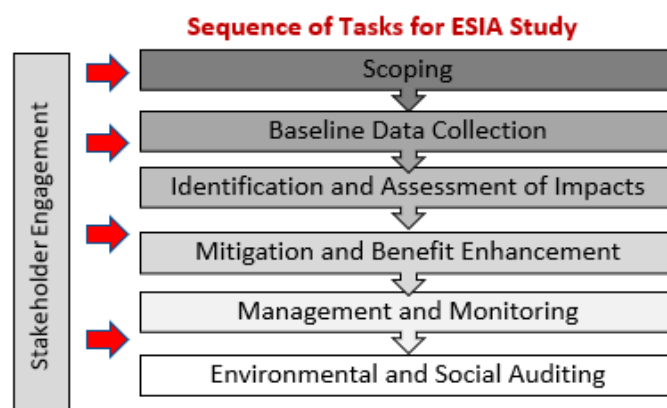 Sequence of Tasks for ESIA Study
Stakeholder Engagement
Scoping
Baseline Data Collection
Identification and Assessment of Impacts
Mitigation and Benefit Enhancement
Management and Monitoring
Environmental and Social Auditing